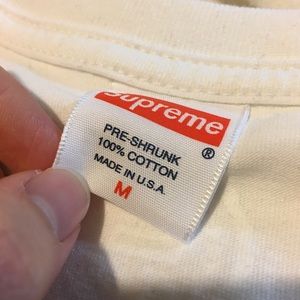 Supreme
®
PRE-SHRUNK
100% COTTON
MADE IN U.S.A.
M